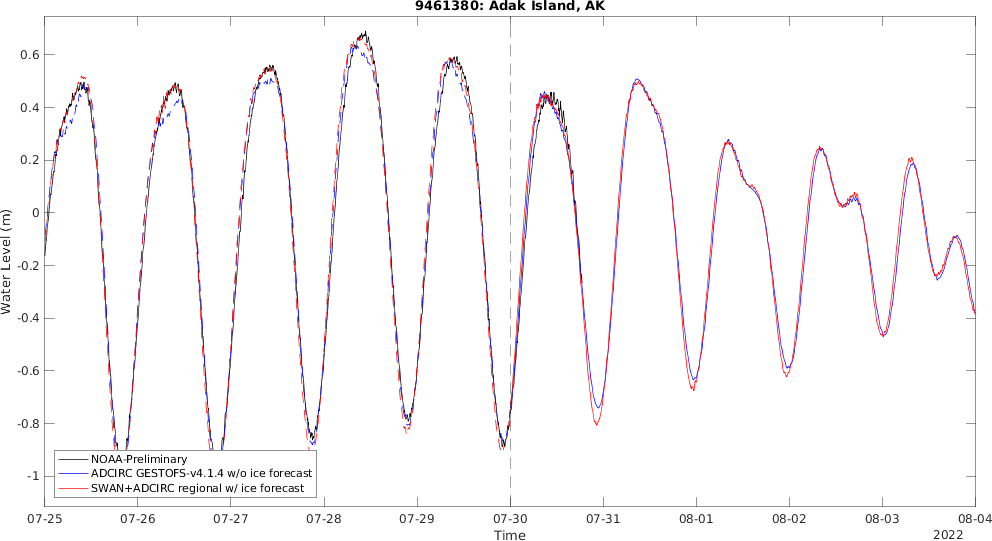 9461380: Adak Island, AK
Water Level (m)
0.6
0.4
0.2
0
-0.2
-0.4
-0.6
-0.8
-1
NOAA-Preliminary
ADCIRC GESTOFS-v4.1.4 w/o ice forecast
SWAN+ADCIRC regional w/ ice forecast
07-25 07-26 07-27 07-28 07-29 07-30 07-31 08-01 08-02 08-03 08-04
Time
2022